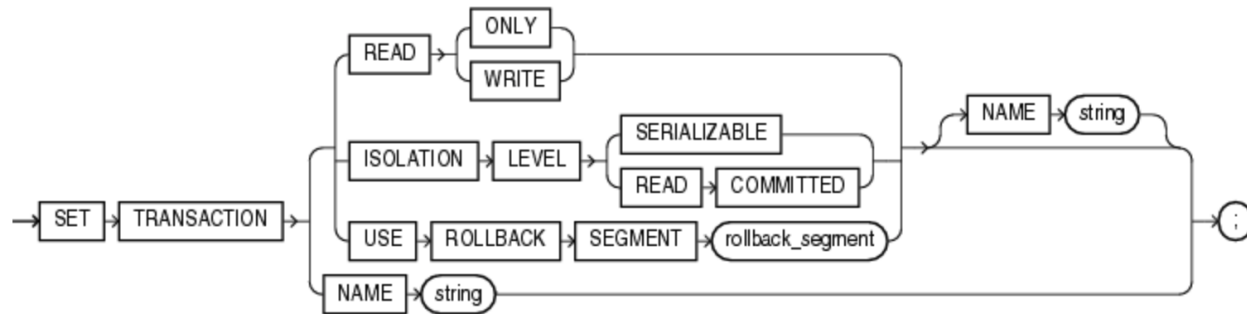 ONLY
READ
WRITE
NAME string
SERIALIZABLE
ISOLATION LEVEL
READ COMMITTED
SET TRANSACTION ;
USE ROLLBACK SEGMENT rollback_segment
NAME string